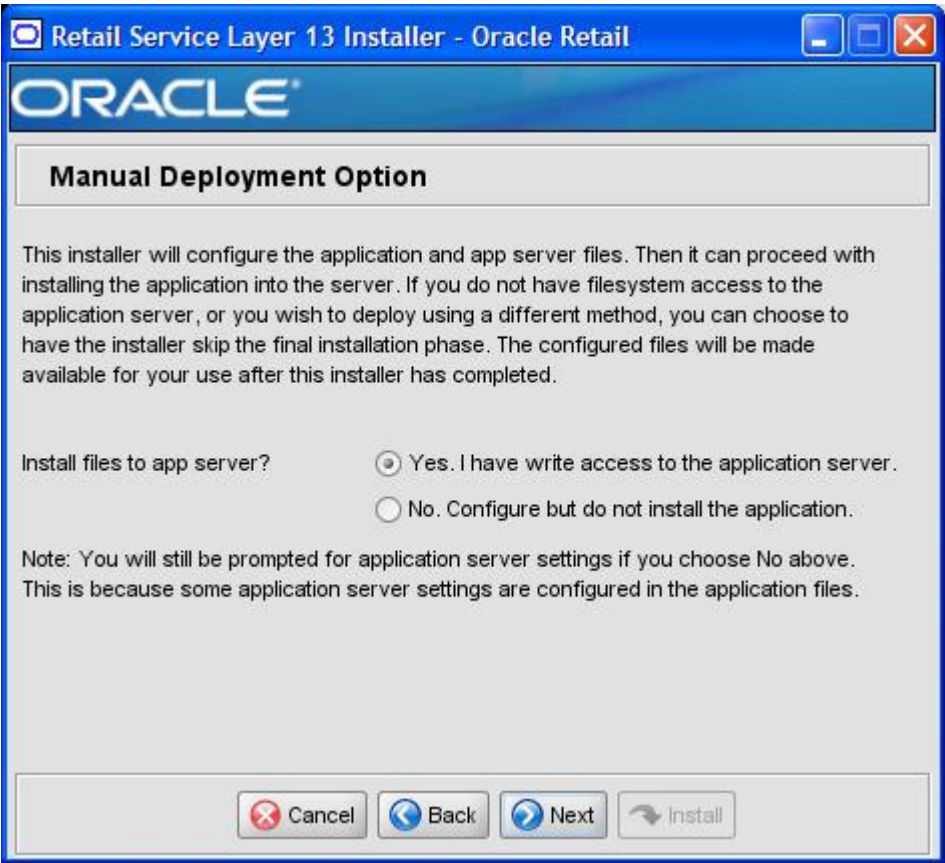 Retail Service Layer 13 Installer - Oracle Retail
ORACLE®
Manual Deployment Option
This installer will configure the application and app server files. Then it can proceed with
installing the application into the server. If you do not have filesystem access to the
application server, or you wish to deploy using a different method, you can choose to
have the installer skip the final installation phase. The configured files will be made
available for your use after this installer has completed.
Install files to app server?
Yes. I have write access to the application server.
No. Configure but do not install the application.
Note: You will still be prompted for application server settings if you choose No above.
This is because some application server settings are configured in the application files.
Cancel Back Next Install